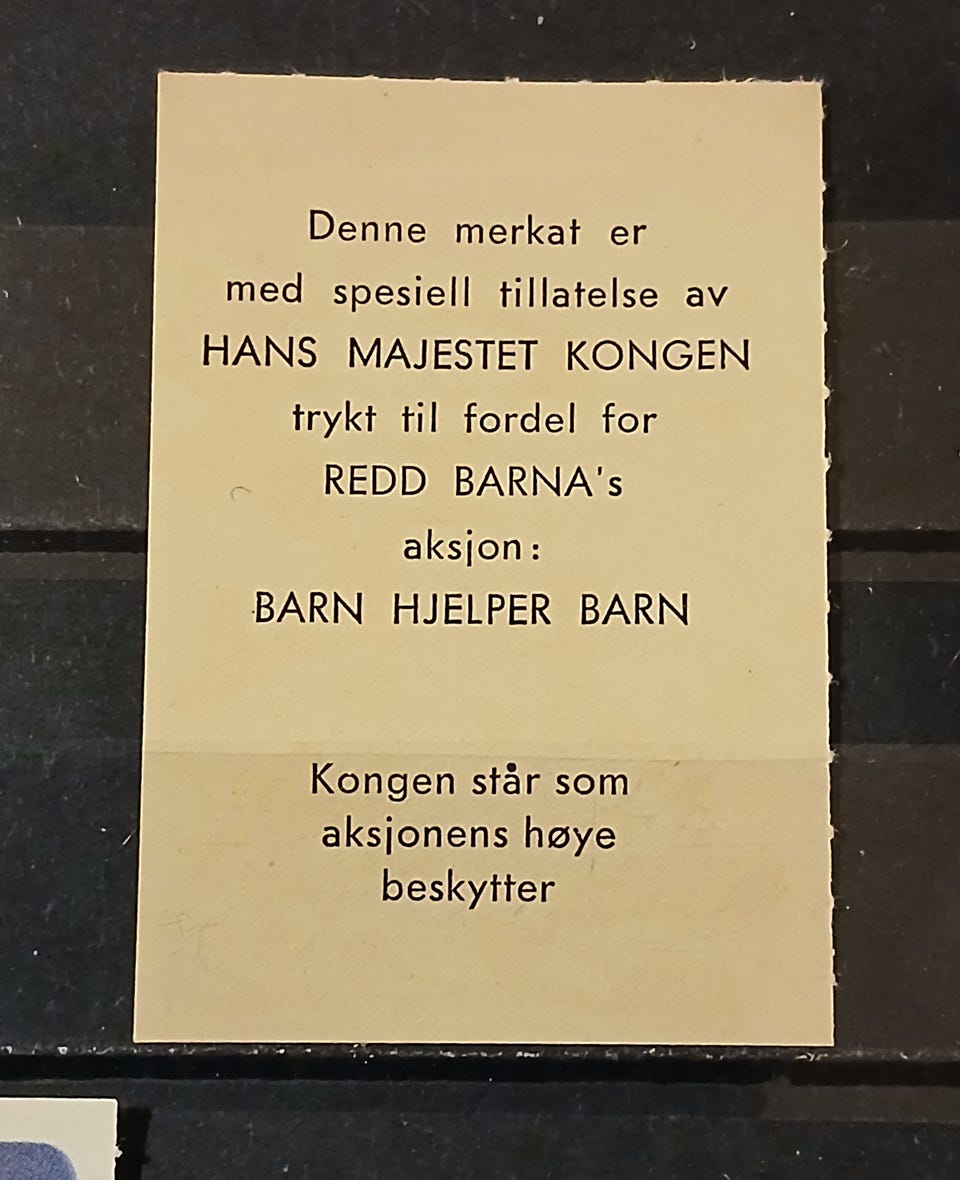 Denne merkat er
med spesiell tillatelse av
HANS MAJESTET KONGEN
trykt til fordel for
REDD BARNA's
aksjon:
BARN HJELPER BARN
Kongen står som
aksjonens høye
beskytter